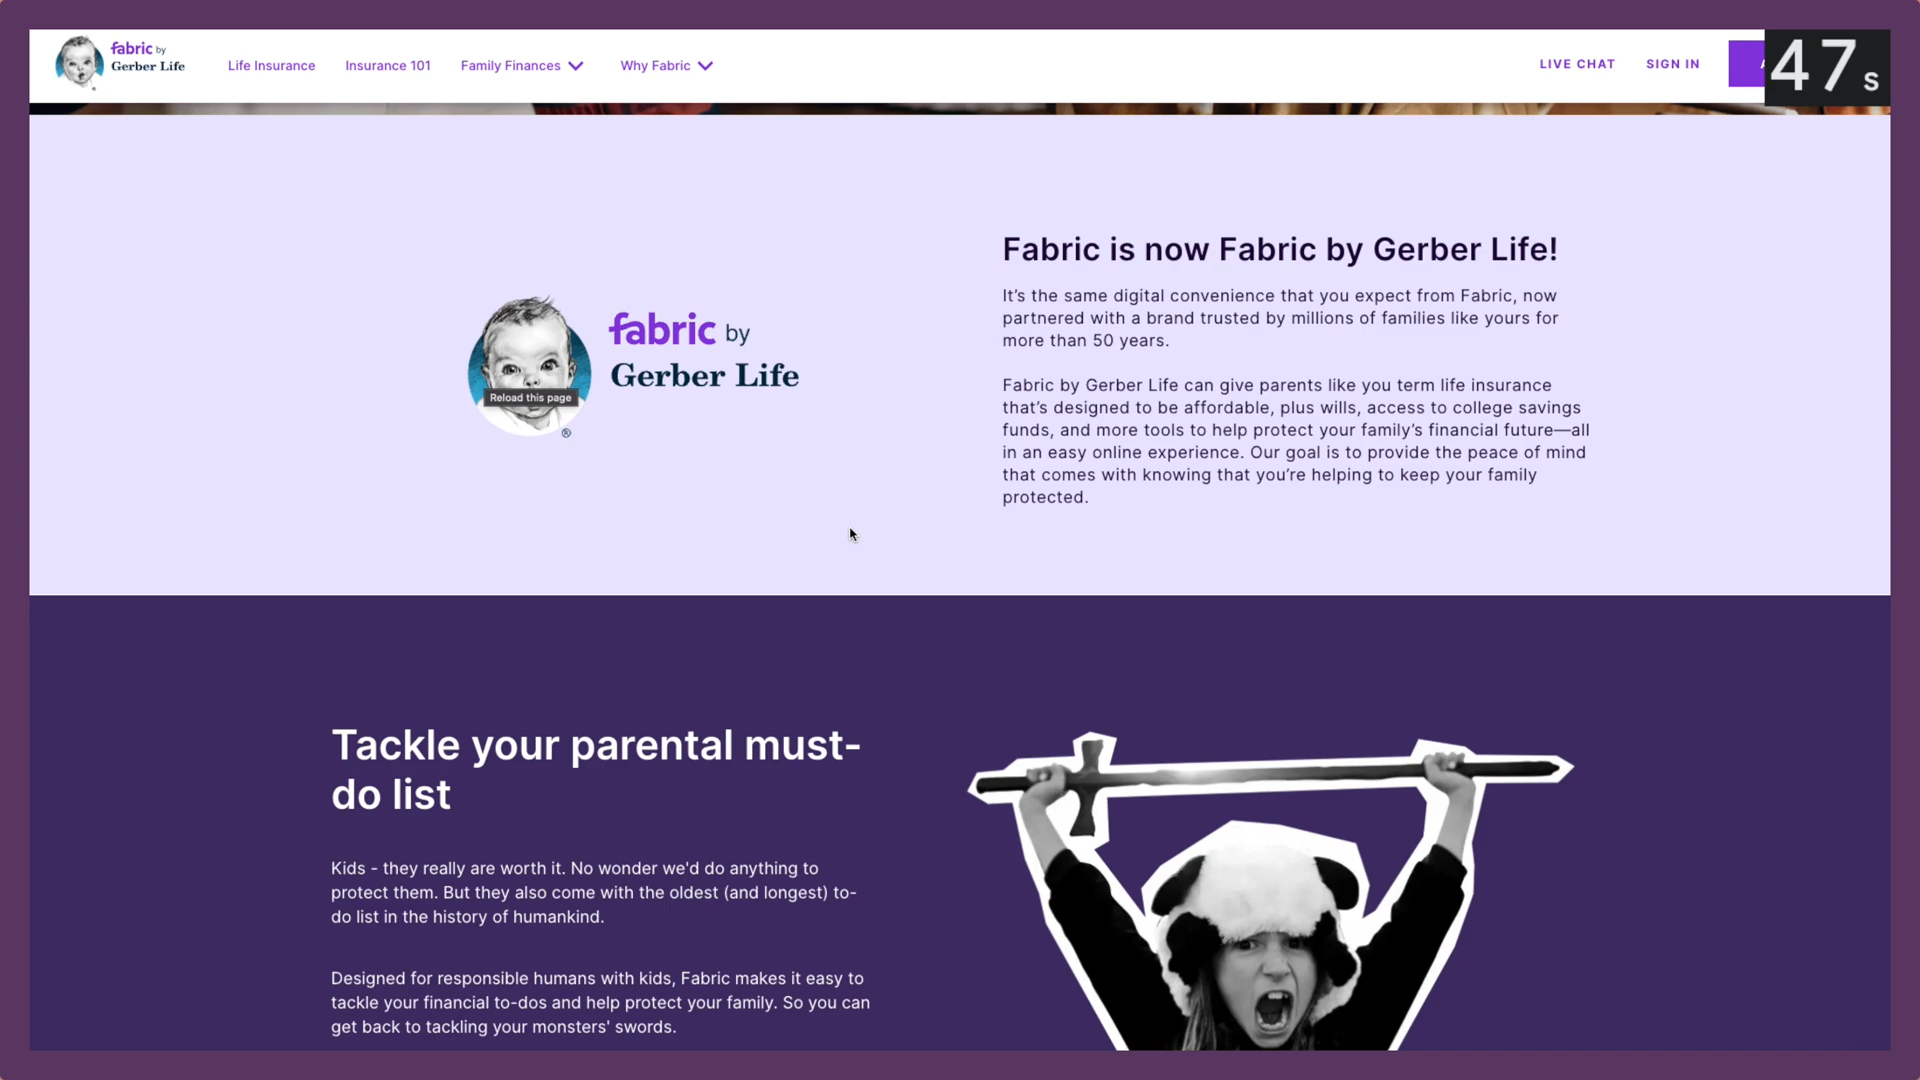 fabric by
Gerber Life
Life Insurance
Insurance 101
Family Finances
Why Fabric
LIVE CHAT
SIGN IN
47s
Fabric is now Fabric by Gerber Life!
It’s the same digital convenience that you expect from Fabric, now
partnered with a brand trusted by millions of families like yours for
more than 50 years.
fabric by
Gerber Life
®
Reload this page
Fabric by Gerber Life can give parents like you term life insurance
that’s designed to be affordable, plus wills, access to college savings
funds, and more tools to help protect your family’s financial future—all
in an easy online experience. Our goal is to provide the peace of mind
that comes with knowing that you’re helping to keep your family
protected.
Tackle your parental must-
do list
Kids - they really are worth it. No wonder we'd do anything to
protect them. But they also come with the oldest (and longest) to-
do list in the history of humankind.
Designed for responsible humans with kids, Fabric makes it easy to
tackle your financial to-dos and help protect your family. So you can
get back to tackling your monsters' swords.